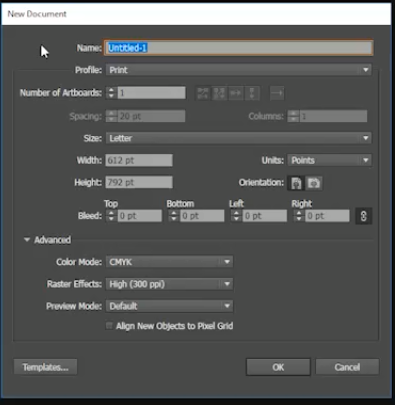 New Document
Name: Untitled-1
Profile: Print
Number of Artboards: 1
Spacing: 20 pt Columns: 1
Size: Letter
Width: 612 pt Units: Points
Height: 792 pt Orientation:
Top Bottom Left Right
Bleed: 0 pt 0 pt 0 pt 0 pt
Advanced
Color Mode: CMYK
Raster Effects: High (300 ppi)
Preview Mode: Default
Align New Objects to Pixel Grid
Templates... OK Cancel